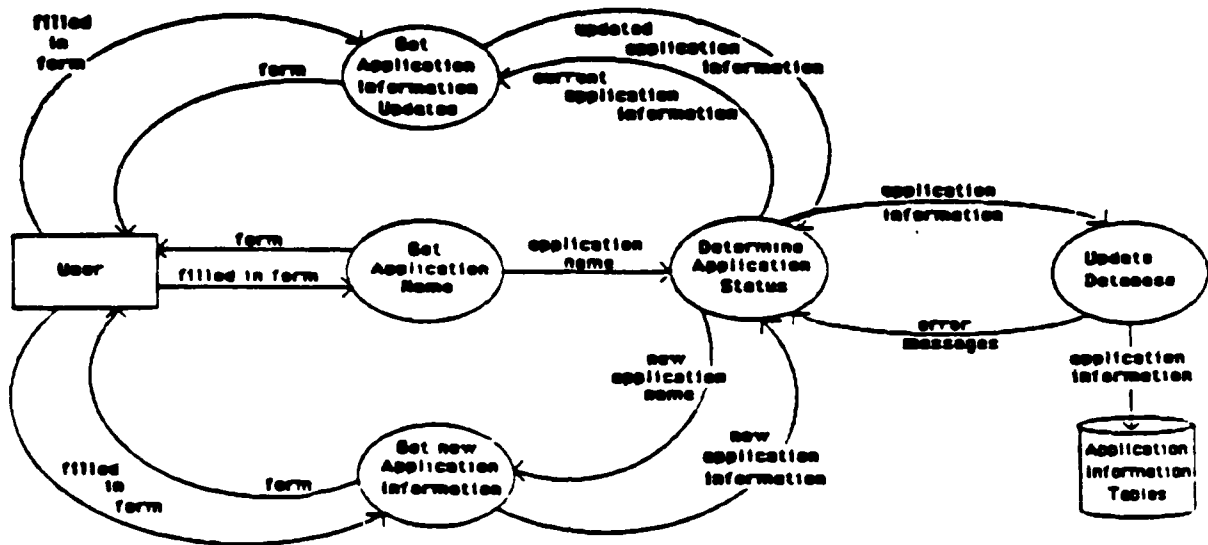 filled
in
form
form
Get
Application
Information
Updates
updated
application
information
current
application
information
User
form
filled in form
Get
Application
Name
application
name
Determine
Application
Status
application
information
Update
Database
error
messages
application
information
Application
Information
Tables
new
application
name
new
application
information
Get new
Application
Information
form
filled
in
form